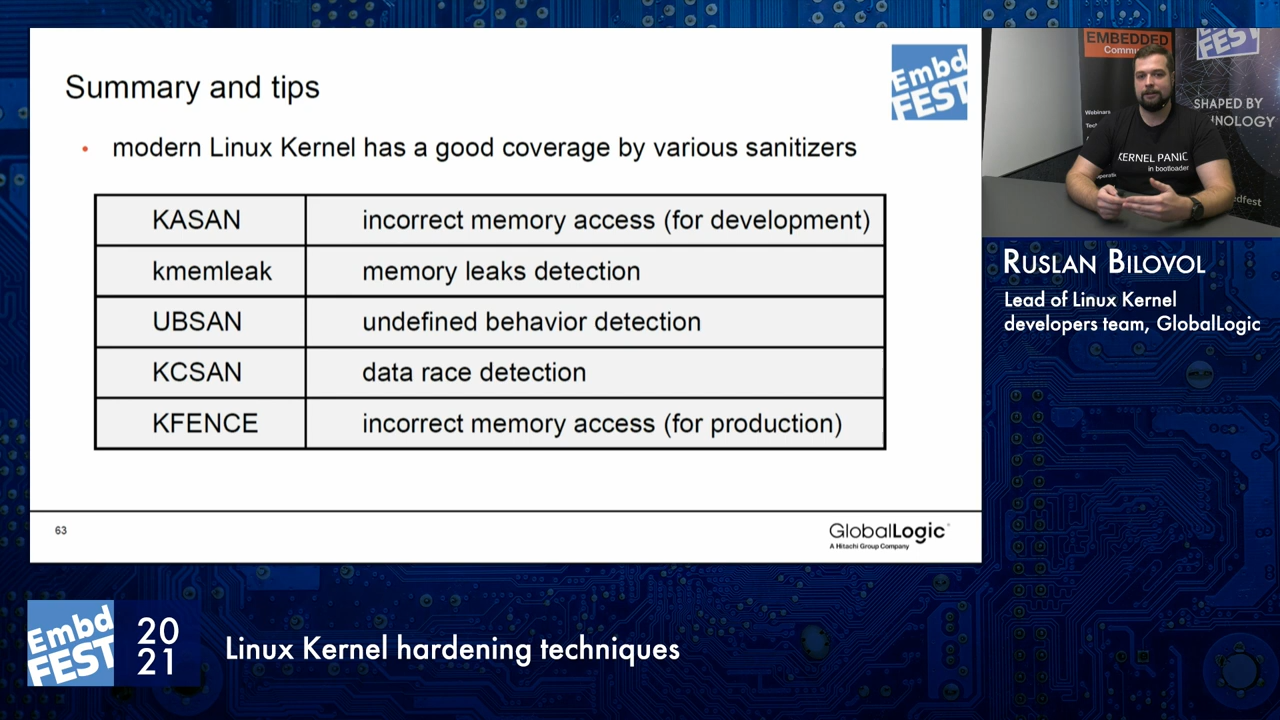 Summary and tips
Embd
FEST
• modern Linux Kernel has a good coverage by various sanitizers
KASAN incorrect memory access (for development)
kmemleak memory leaks detection
UBSAN undefined behavior detection
KCSAN data race detection
KFENCE incorrect memory access (for production)
63
GlobalLogic
A Hitachi Group Company
EMBEDDED
FEST
SHAPED BY
Webinars
KERNEL PANIC
in bootloader
RUSLAN BILOVOL
Lead of Linux Kernel
developers team, GlobalLogic
Embd
FEST
20
21
Linux Kernel hardening techniques